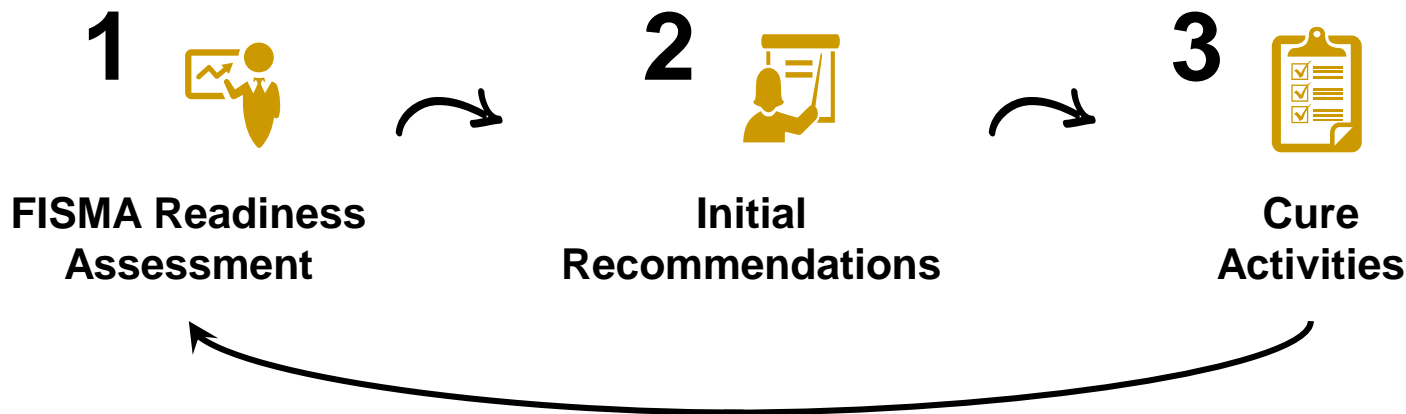 1
FISMA Readiness
Assessment
2
Initial
Recommendations
3
Cure
Activities